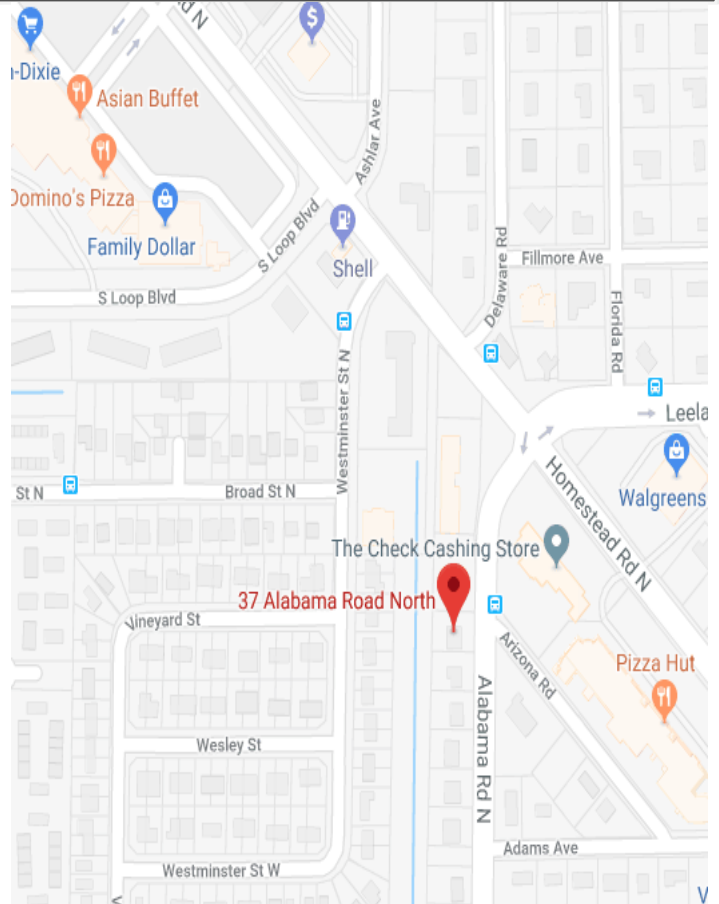 rd N
$
n-Dixie
Asian Buffet
Ashlar Ave
Domino's Pizza
S Loop Blvd
Family Dollar
Shell
Delaware Rd
Fillmore Ave
S Loop Blvd
Florida Rd
Westminster St N
Leela
St N
Broad St N
Homestead Rd N
Walgreens
The Check Cashing Store
37 Alabama Road North
Vineyard St
Arizona Rd
Pizza Hut
Alabama Rd N
Wesley St
Adams Ave
Westminster St W
V